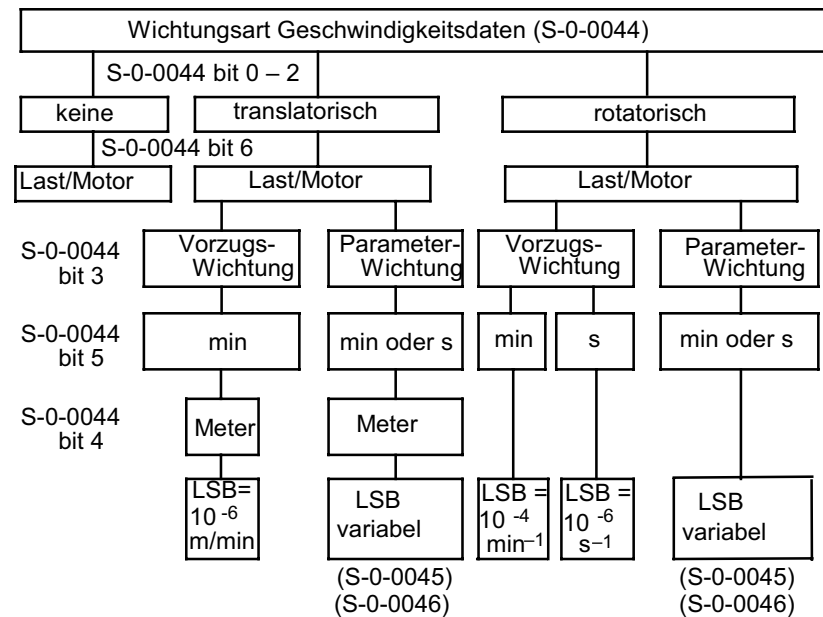 Wichtungsart Geschwindigkeitsdaten (S-0-0044)
S-0-0044 bit 0 – 2
keine
translatorisch
rotatorisch
S-0-0044 bit 6
Last/Motor
Last/Motor
Last/Motor
S-0-0044
bit 3
Vorzugs-
Wichtung
Parameter-
Wichtung
Vorzugs-
Wichtung
Parameter-
Wichtung
S-0-0044
bit 5
min
min oder s
min
s
min oder s
S-0-0044
bit 4
Meter
Meter
LSB=
10 -6
m/min
LSB
variabel
LSB =
10 -4
min–1
LSB =
10 -6
s–1
LSB
variabel
(S-0-0045)
(S-0-0046)
(S-0-0045)
(S-0-0046)